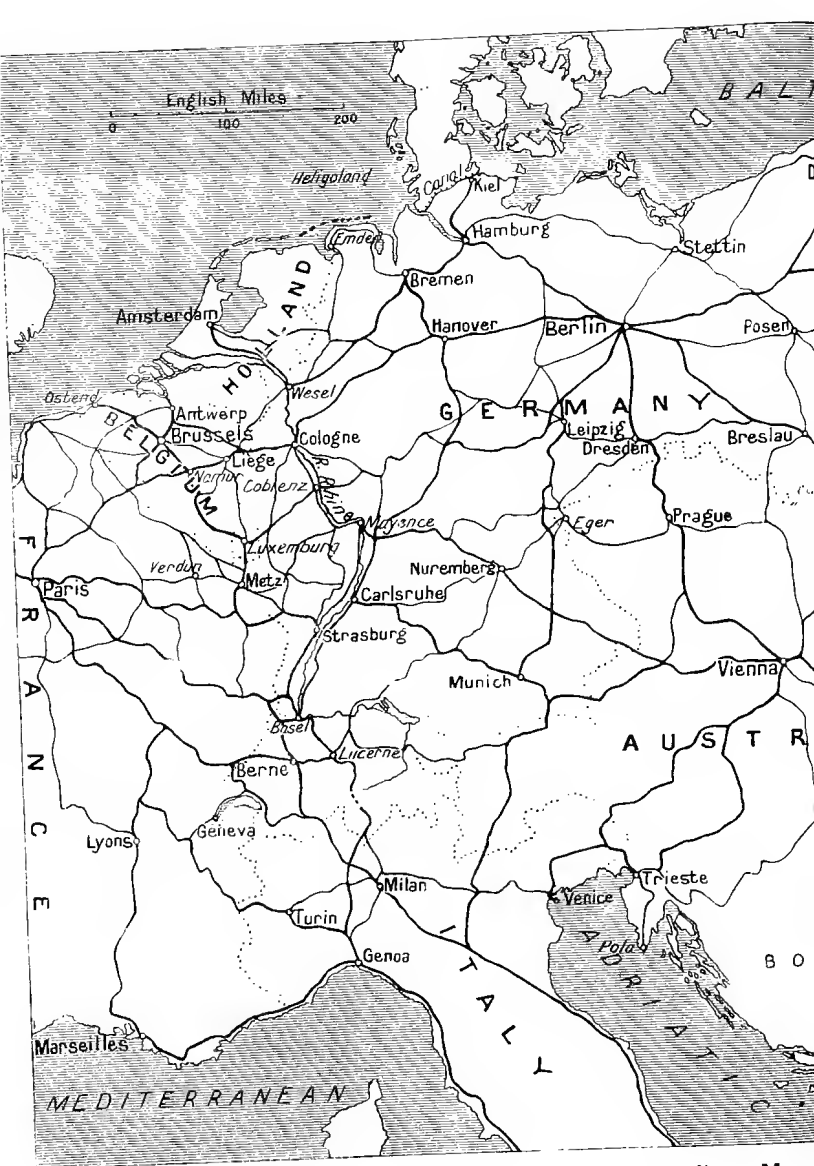 English Miles
0 100 200
BALT
Heligoland
Canal
Kiel
Hamburg
Stettin
Emden
Bremen
HOLLAND
Amsterdam
Hanover
Berlin
Posen
Wesel
Ostend
Antwerp
BELGIUM
Brussels
GERMANY
Cologne
Leipzig
Dresden
Breslau
Liège
Namur
Coblenz
R. Rhine
Mayence
Eger
Prague
Luxemburg
Verdun
Metz
Nuremberg
Paris
Carlsruhe
FRANCE
Strasburg
Munich
Vienna
Basel
Lucerne
AUSTR
Berne
Geneva
Lyons
Milan
Trieste
Venice
Turin
Pola
ITALY
Genoa
ADRIATIC
BO
Marseilles
MEDITERRANEAN